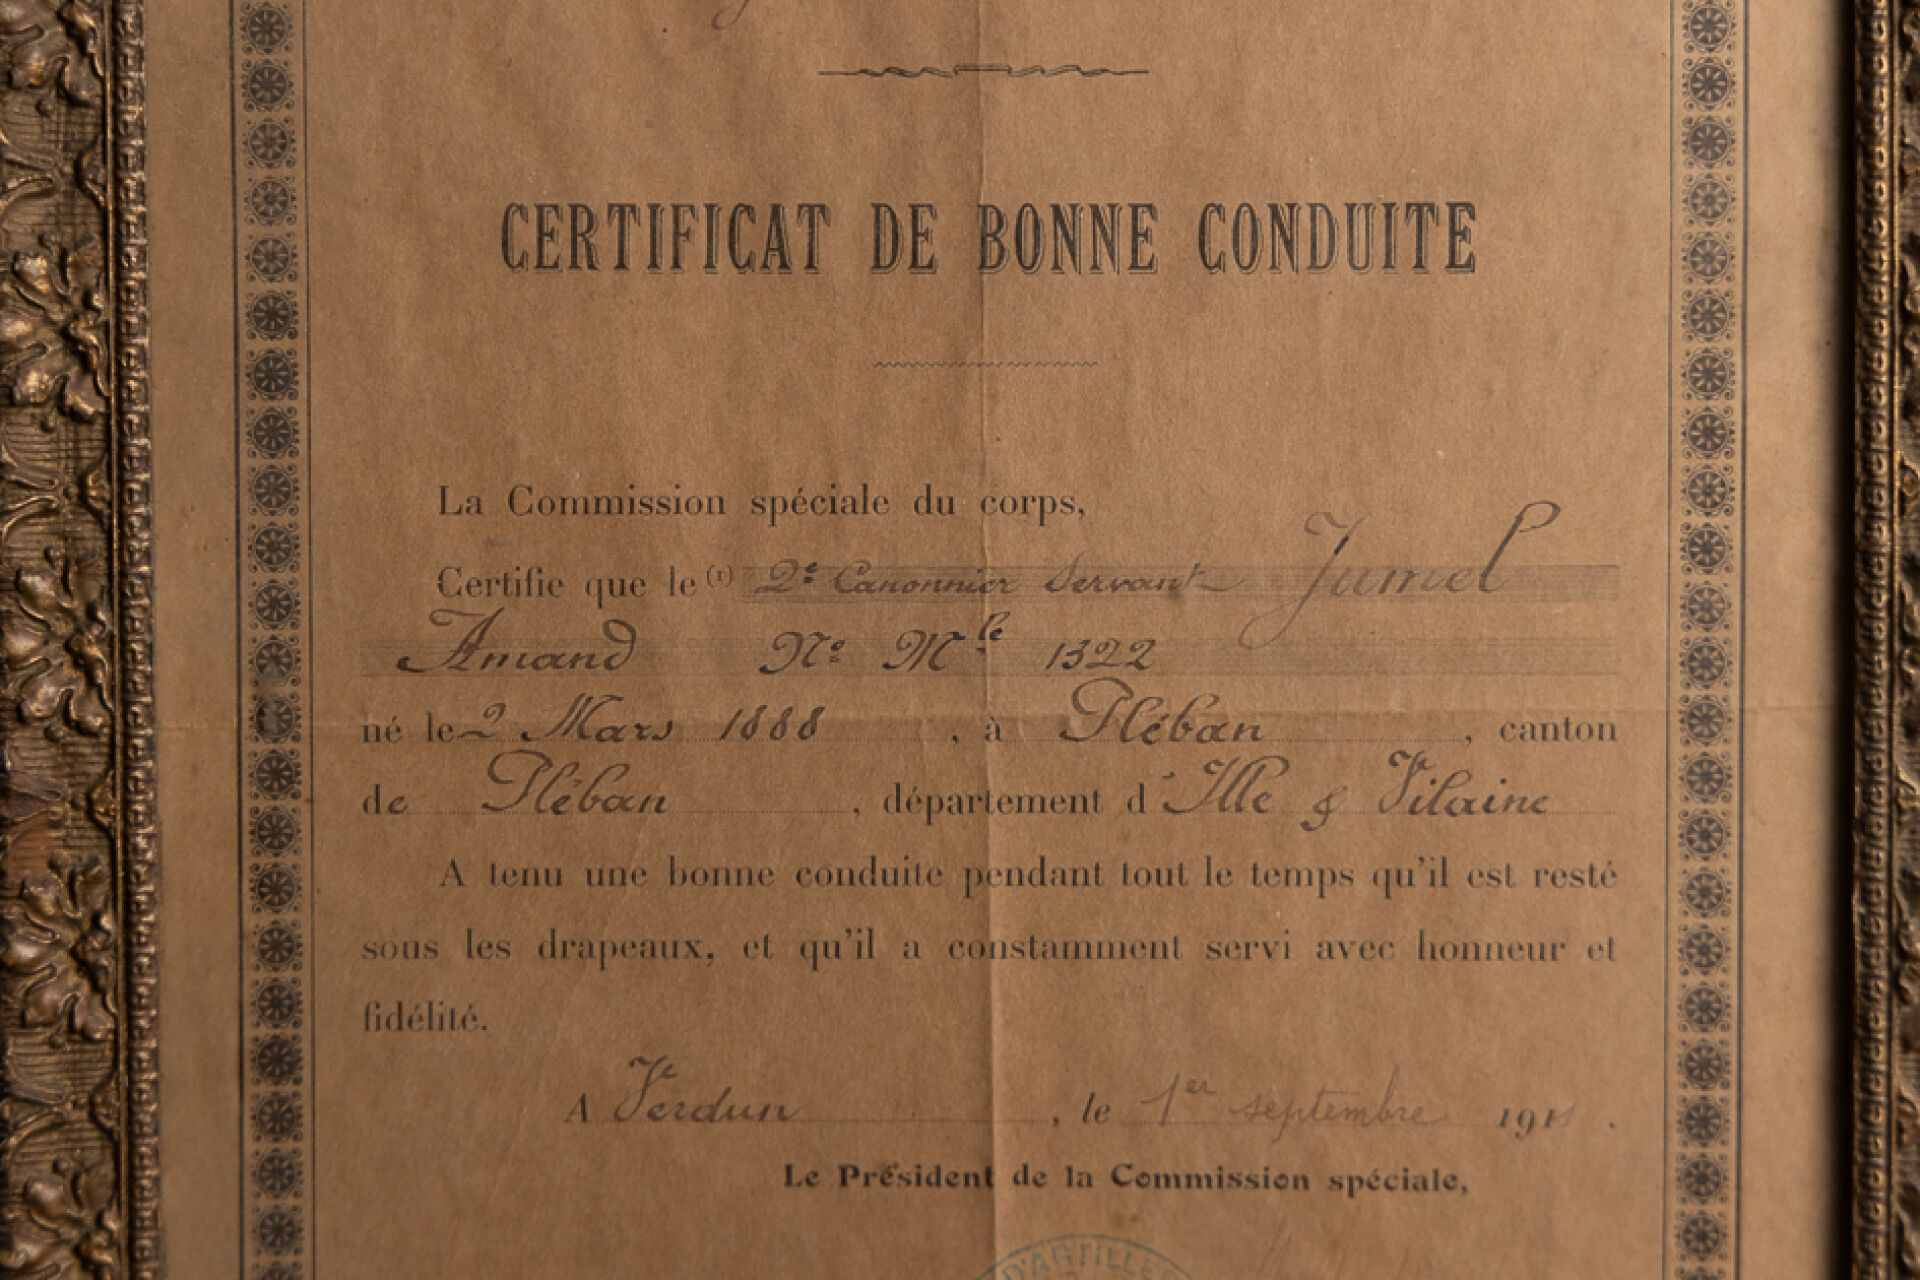 CERTIFICAT DE BONNE CONDUITE
La Commission spéciale du corps,
Certifie que le (1) 2e Canonnier Servant Jumel
Amand No Mle 1322
né le 2 Mars 1888, à Pléban, canton
de Pléban, département d'Ille & Vilaine
A tenu une bonne conduite pendant tout le temps qu'il est resté
sous les drapeaux, et qu'il a constamment servi avec honneur et
fidélité.
A Verdun, le 1er septembre 1911.
Le Président de la Commission spéciale,
D'ARTILLE